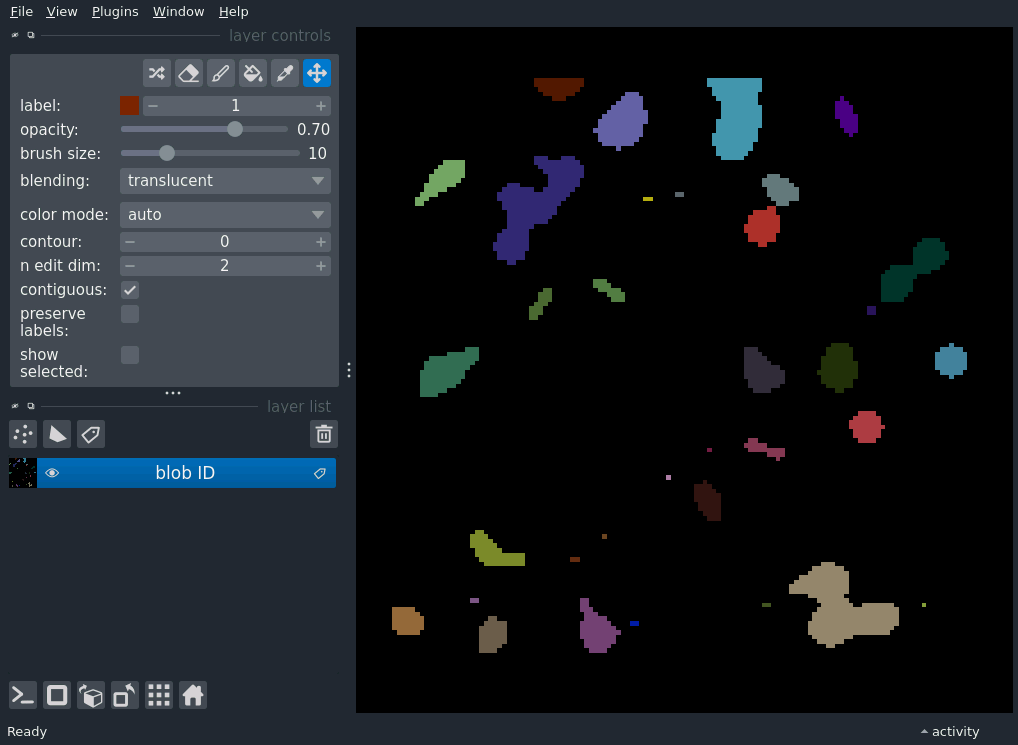 File View Plugins Window Help
layer controls
label: 1
opacity: 0.70
brush size: 10
blending: translucent
color mode: auto
contour: 0
n edit dim: 2
contiguous:
preserve
labels:
show
selected:
layer list
blob ID
Ready
activity